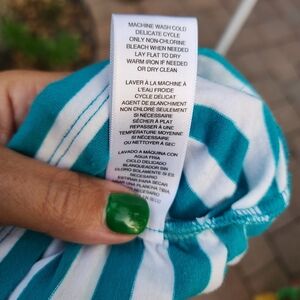 MACHINE WASH COLD
DELICATE CYCLE
ONLY NON-CHLORINE
BLEACH WHEN NEEDED
LAY FLAT TO DRY
WARM IRON IF NEEDED
OR DRY CLEAN
LAVER À LA MACHINE À
L'EAU FROIDE
CYCLE DÉLICAT
AGENT DE BLANCHIMENT
NON CHLORÉ SEULEMENT
SI NÉCESSAIRE
SÉCHER À PLAT
REPASSER À UNE
TEMPÉRATURE MOYENNE
SI NÉCESSAIRE
OU NETTOYER À SEC
LAVADO A MÁQUINA CON
AGUA FRIA
CICLO DELICADO
BLANQUEADOR SIN
CLORO SOLAMENTE SI ES
NECESARIO
ESTIRAR PARA SECAR
UNA PLANCHA TIBIA
NECESARIO